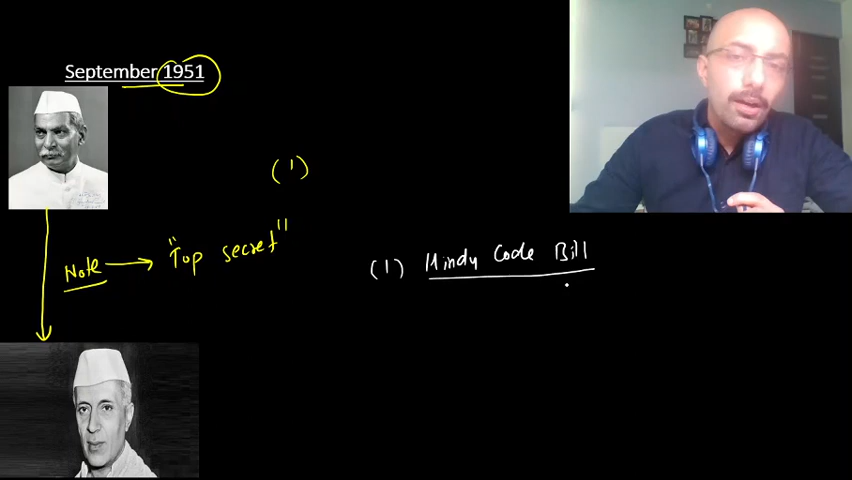 September 1951
(1)
Note → "Top secret"
(1) Hindu Code Bill